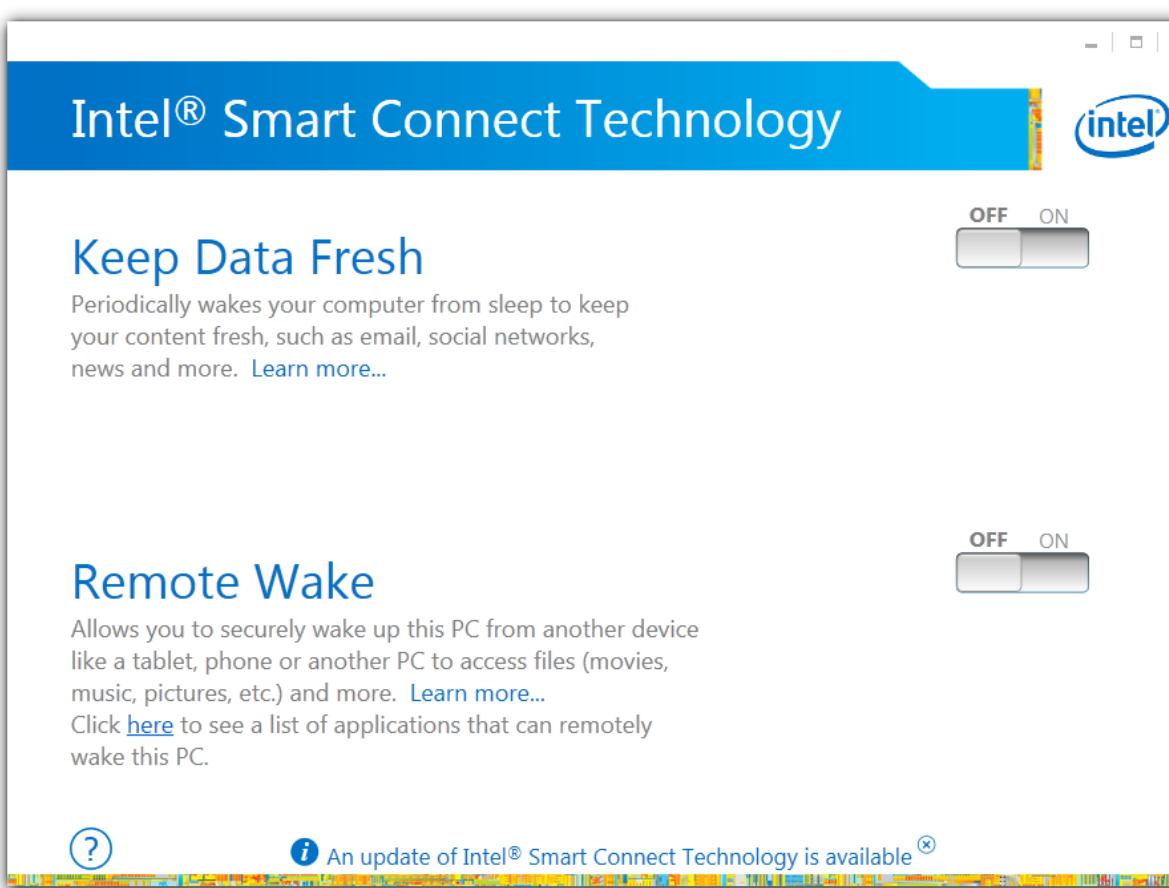 Intel® Smart Connect Technology
intel
OFF ON
Keep Data Fresh
Periodically wakes your computer from sleep to keep
your content fresh, such as email, social networks,
news and more. Learn more...
OFF ON
Remote Wake
Allows you to securely wake up this PC from another device
like a tablet, phone or another PC to access files (movies,
music, pictures, etc.) and more. Learn more...
Click here to see a list of applications that can remotely
wake this PC.
? i An update of Intel® Smart Connect Technology is available